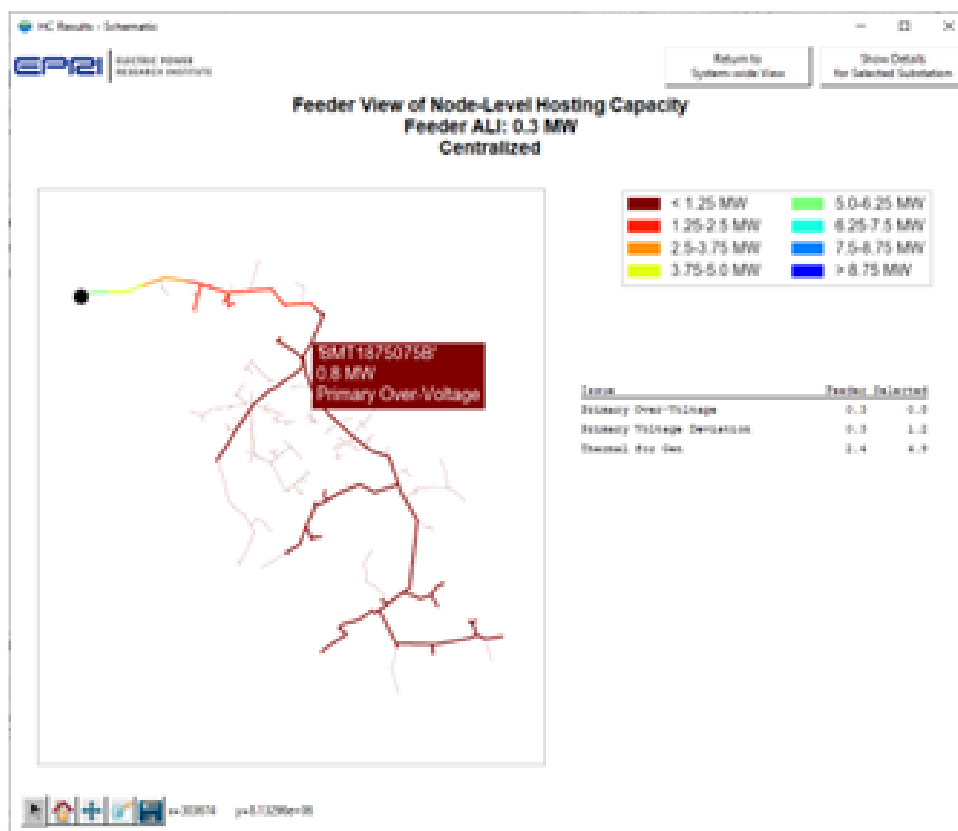 HC Results - Schematic
EPRI
ELECTRIC POWER
RESEARCH INSTITUTE
Return to
System-wide View
Show Details
for Selected Substation
Feeder View of Node-Level Hosting Capacity
Feeder ALI: 0.3 MW
Centralized
< 1.25 MW
5.0-6.25 MW
1.25-2.5 MW
6.25-7.5 MW
2.5-3.75 MW
7.5-8.75 MW
3.75-5.0 MW
> 8.75 MW
'BMT1875075B'
0.8 MW
Primary Over-Voltage
Issue Feeder Selected
Primary Over-Voltage 0.3 0.8
Primary Voltage Deviation 0.3 1.2
Thermal for Gen 4.9